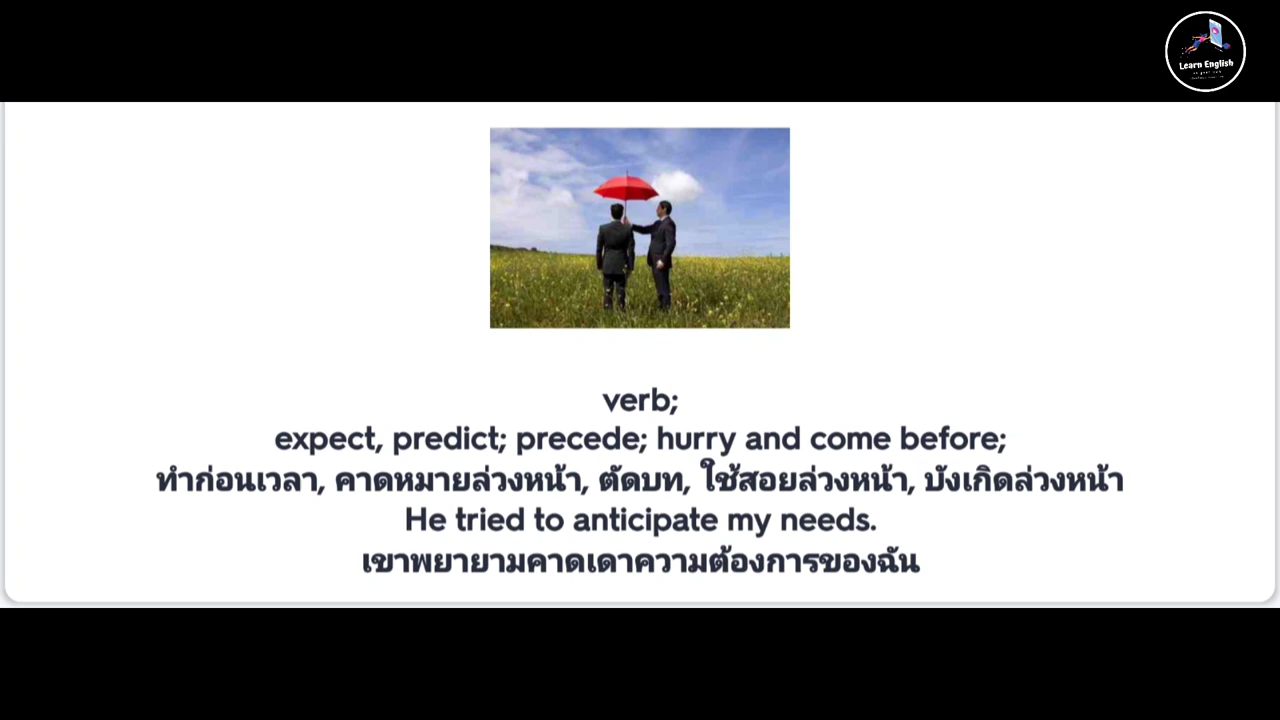 Learn English
verb;
expect, predict; precede; hurry and come before;
ทำก่อนเวลา, คาดหมายล่วงหน้า, ตัดบท, ใช้สอยล่วงหน้า, บังเกิดล่วงหน้า
He tried to anticipate my needs.
เขาพยายามคาดเดาความต้องการของฉัน